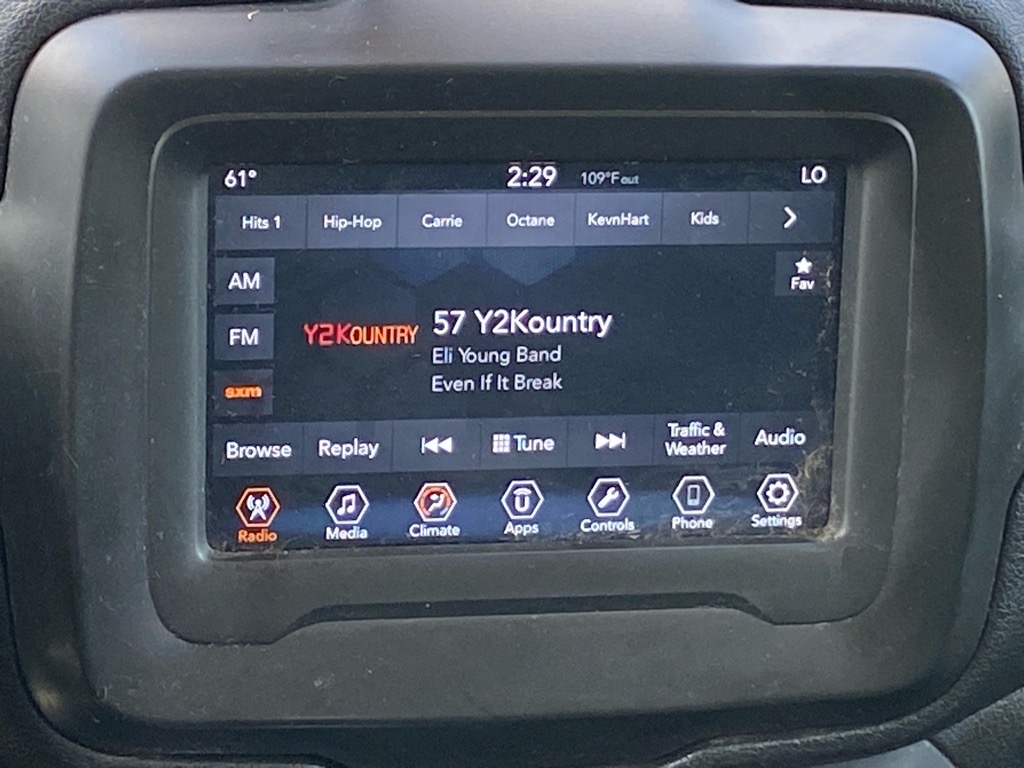 61° 2:29 109°F out LO
Hits 1 Hip-Hop Carrie Octane KevnHart Kids
AM
Fav
FM
Y2KOUNTRY
57 Y2Kountry
Eli Young Band
Even If It Break
sxm
Browse Replay Tune Traffic & Weather Audio
Radio Media Climate Apps Controls Phone Settings